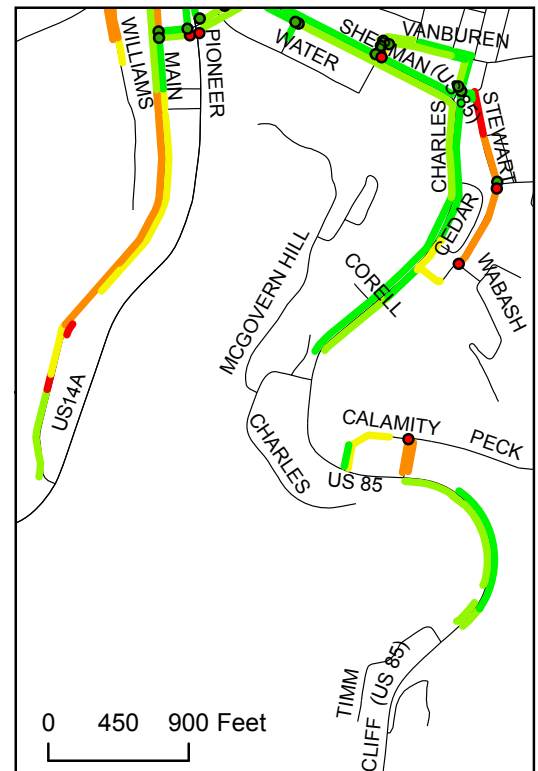 VANBUREN
SHERMAN (US 85)
WATER
WILLIAMS
MAIN
PIONEER
STEWART
CHARLES
CEDAR
WABASH
CORELL
MCGOVERN HILL
US14A
CHARLES
CALAMITY
PECK
US 85
TIMM
CLIFF (US 85)
0 450 900 Feet